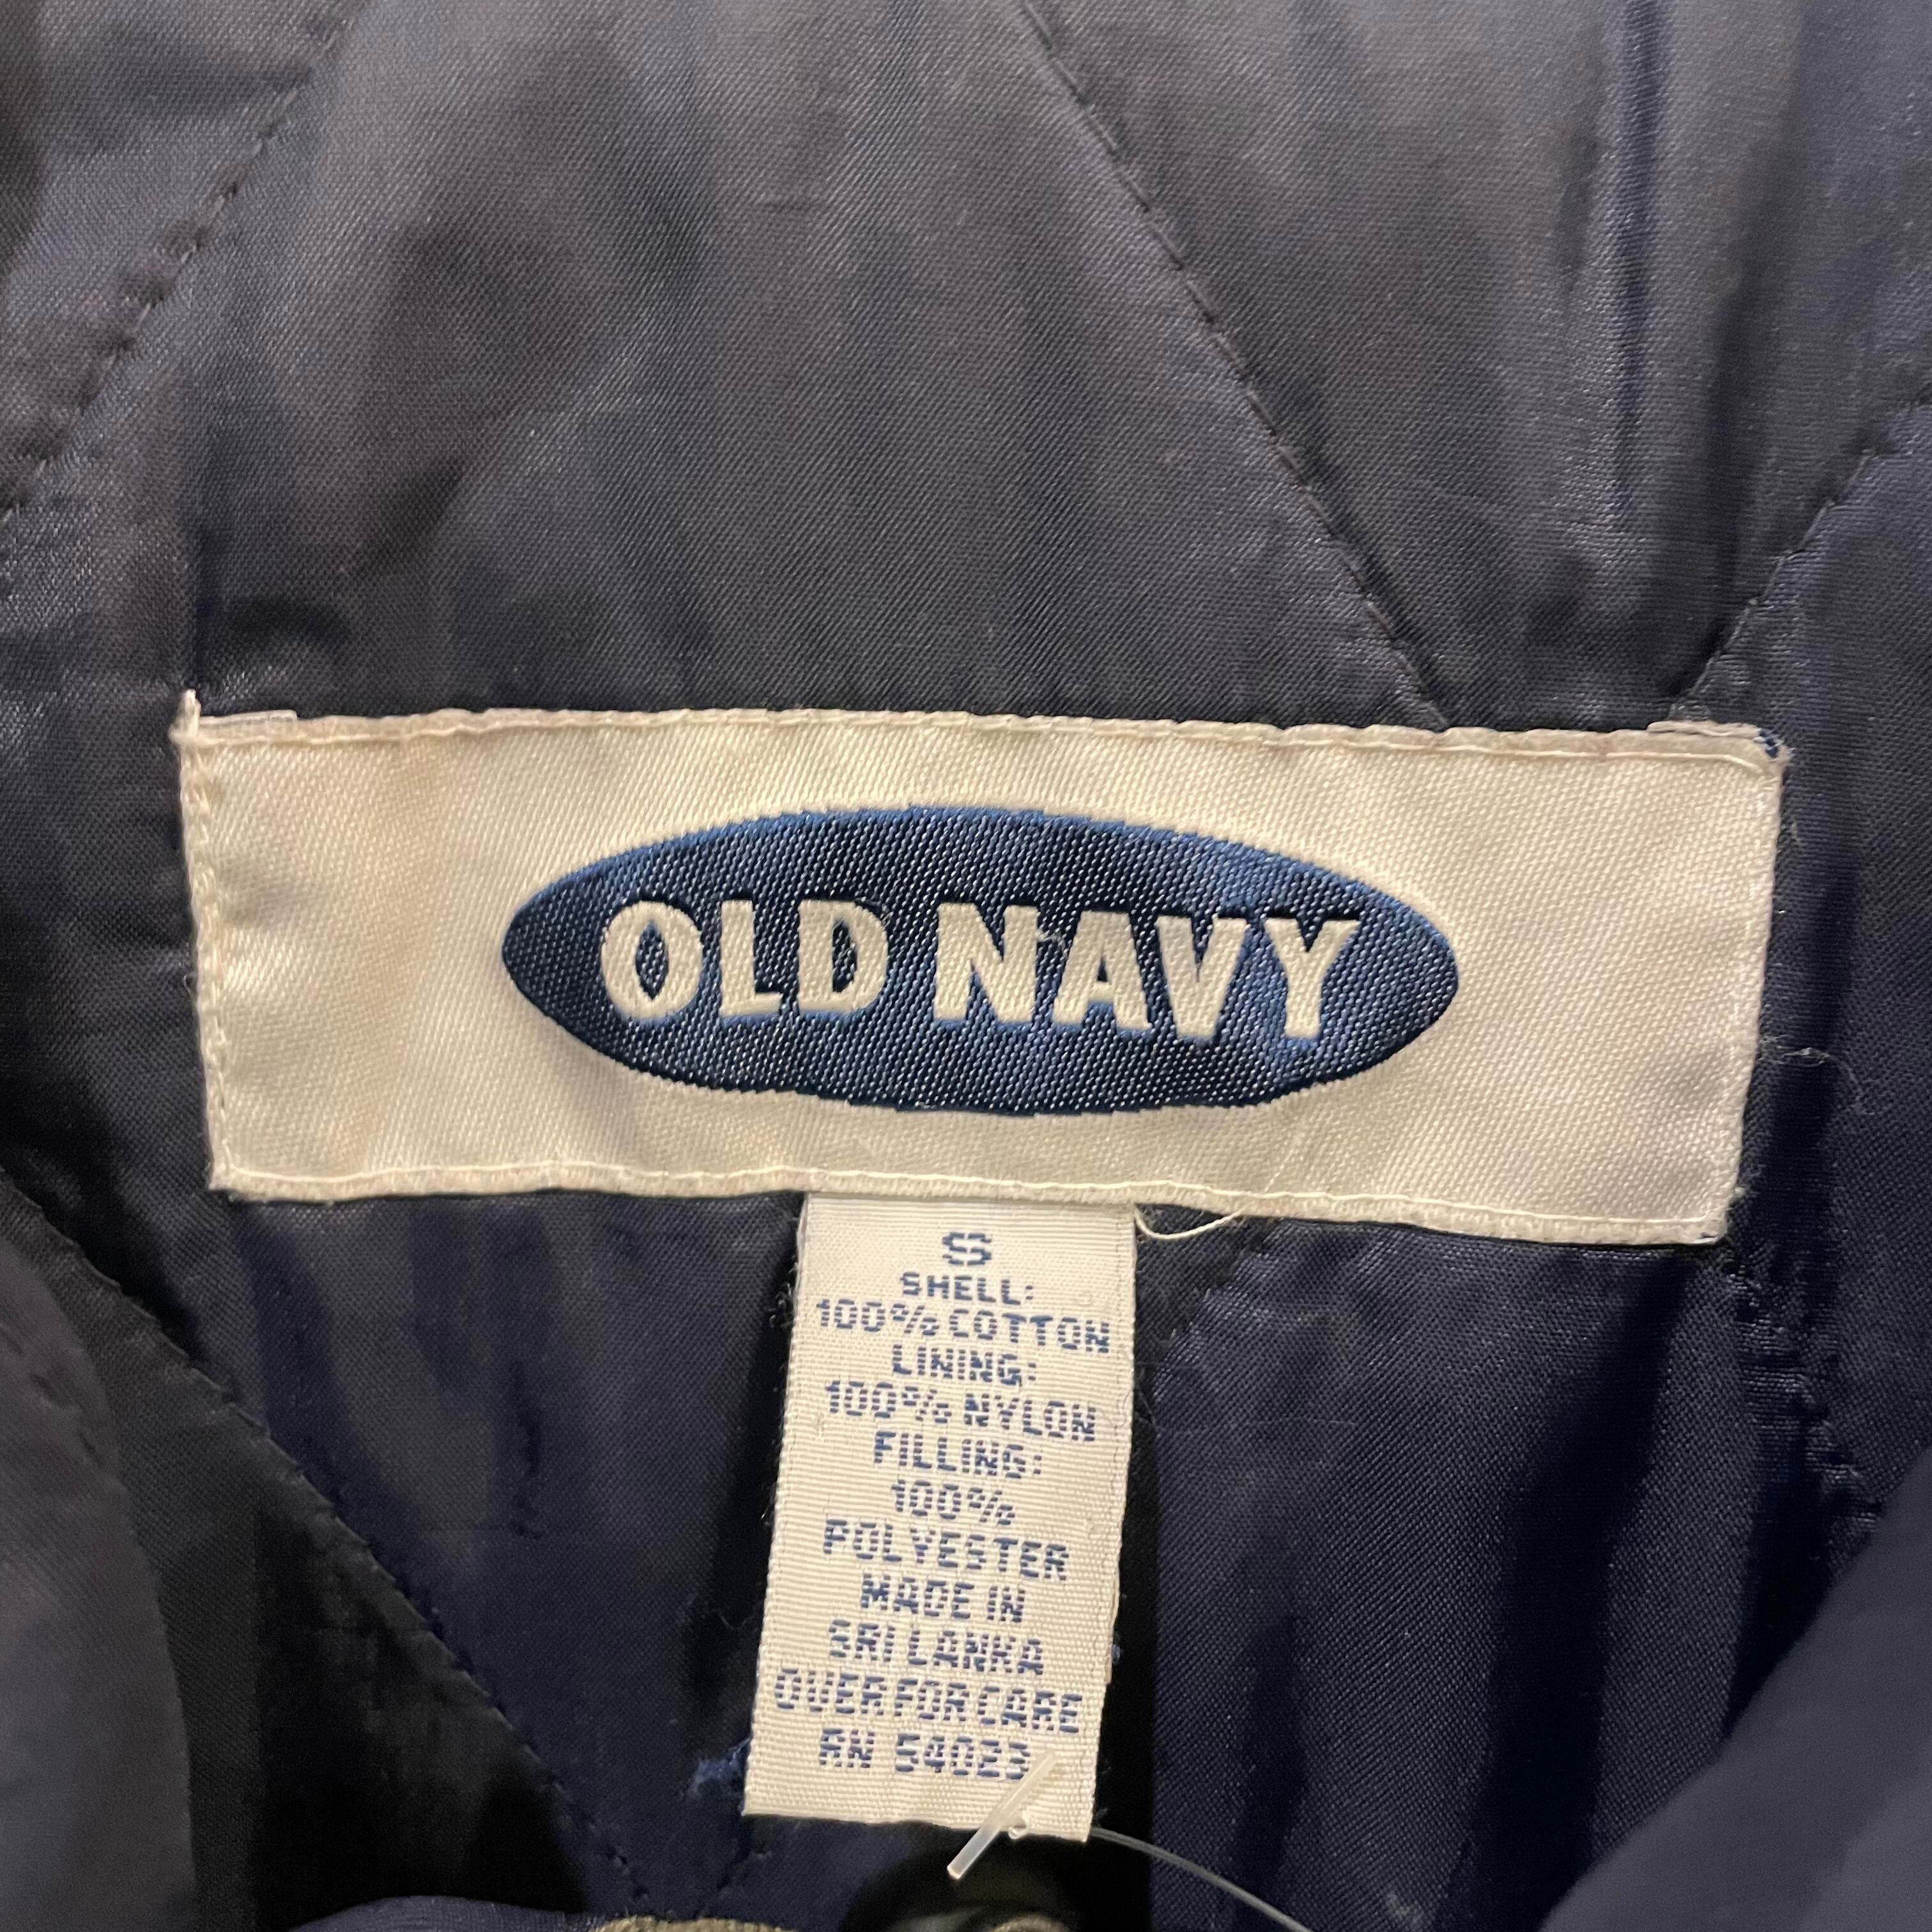 OLD NAVY
S
SHELL:
100% COTTON
LINING:
100% NYLON
FILLING:
100%
POLYESTER
MADE IN
SRI LANKA
OVER FOR CARE
RN 54023